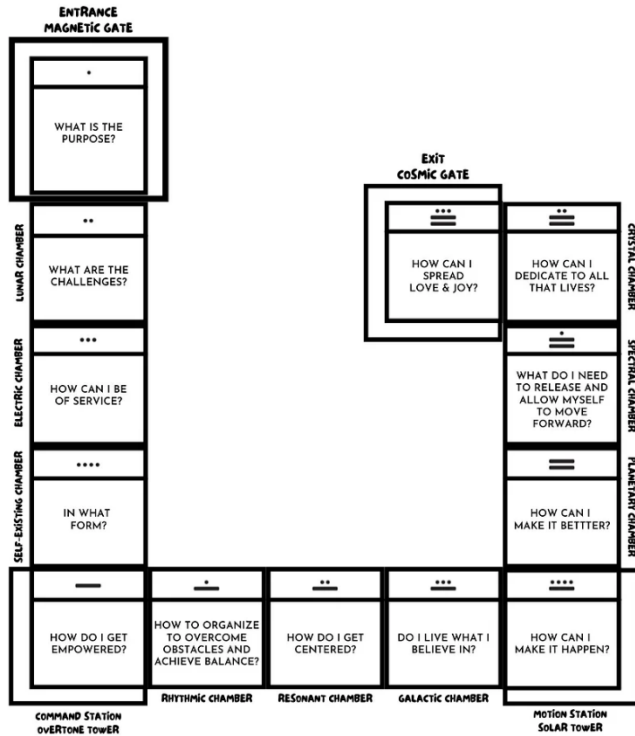 ENTRANCE
MAGNETIC GATE
WHAT IS THE
PURPOSE?
LUNAR CHAMBER
WHAT ARE THE
CHALLENGES?
ELECTRIC CHAMBER
HOW CAN I BE
OF SERVICE?
SELF-EXISTING CHAMBER
IN WHAT
FORM?
HOW DO I GET
EMPOWERED?
COMMAND STATION
OVERTONE TOWER
HOW TO ORGANIZE
TO OVERCOME
OBSTACLES AND
ACHIEVE BALANCE?
RHYTHMIC CHAMBER
HOW DO I GET
CENTERED?
RESONANT CHAMBER
DO I LIVE WHAT I
BELIEVE IN?
GALACTIC CHAMBER
HOW CAN I
MAKE IT HAPPEN?
MOTION STATION
SOLAR TOWER
HOW CAN I
MAKE IT BETTTER?
PLANETARY CHAMBER
WHAT DO I NEED
TO RELEASE AND
ALLOW MYSELF
TO MOVE
FORWARD?
SPECTRAL CHAMBER
HOW CAN I
DEDICATE TO ALL
THAT LIVES?
CRYSTAL CHAMBER
EXIT
COSMIC GATE
HOW CAN I
SPREAD
LOVE & JOY?